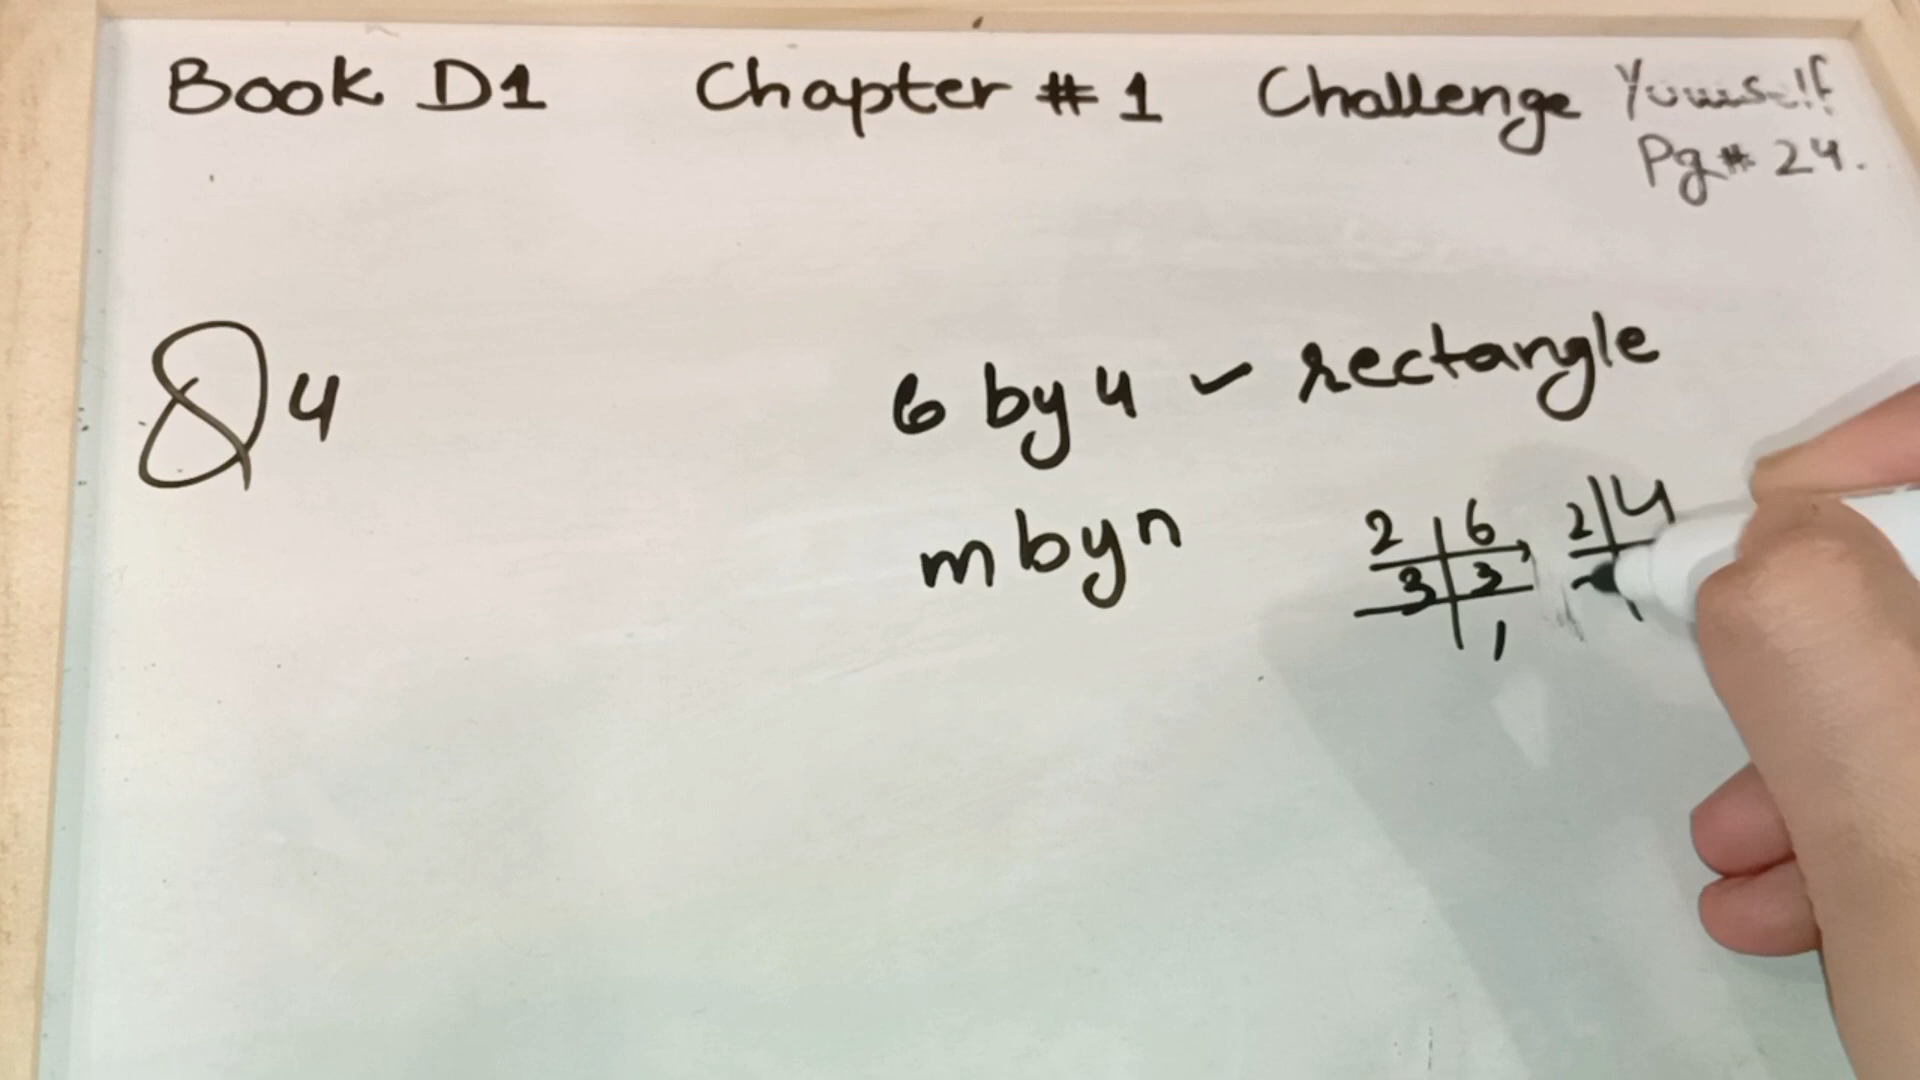 Book D1 Chapter # 1 Challenge Yourself
Pg # 24.
Q 4
6 by 4 - rectangle
m by n
2 | 6
3 | 3
1
2 | 4